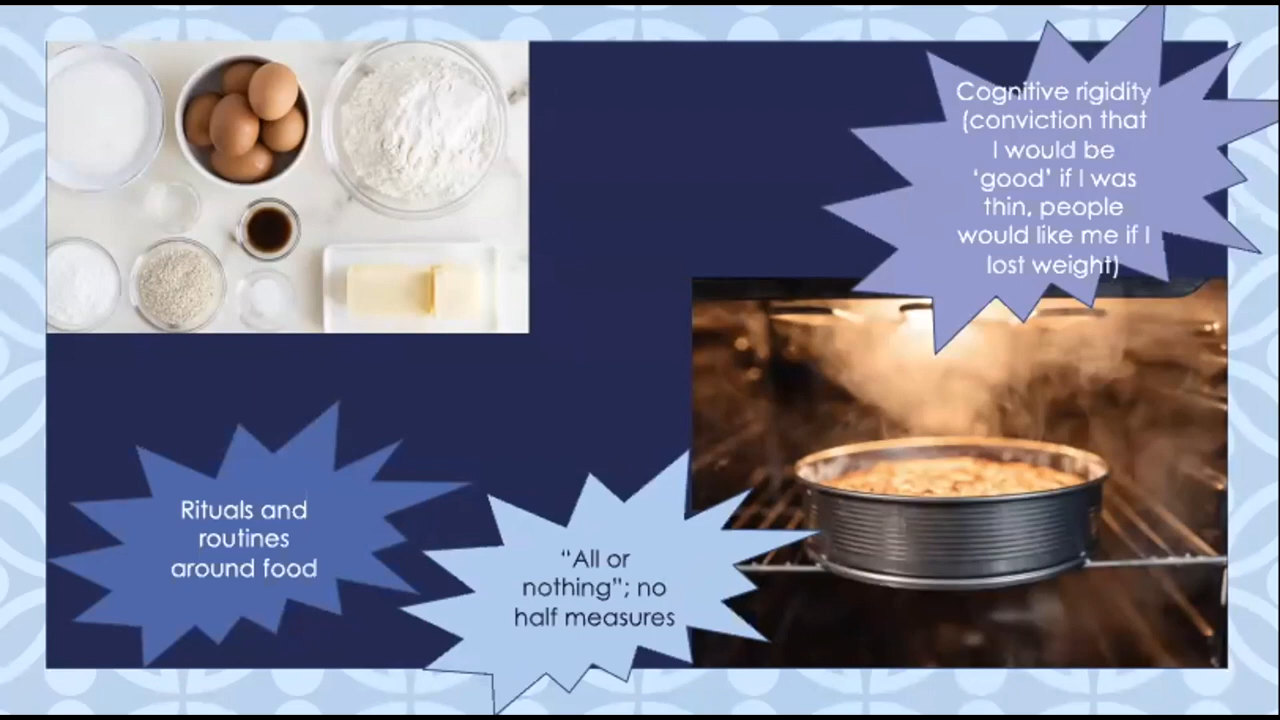 Cognitive rigidity
(conviction that
I would be
‘good’ if I was
thin, people
would like me if I
lost weight)
Rituals and
routines
around food
“All or
nothing”; no
half measures